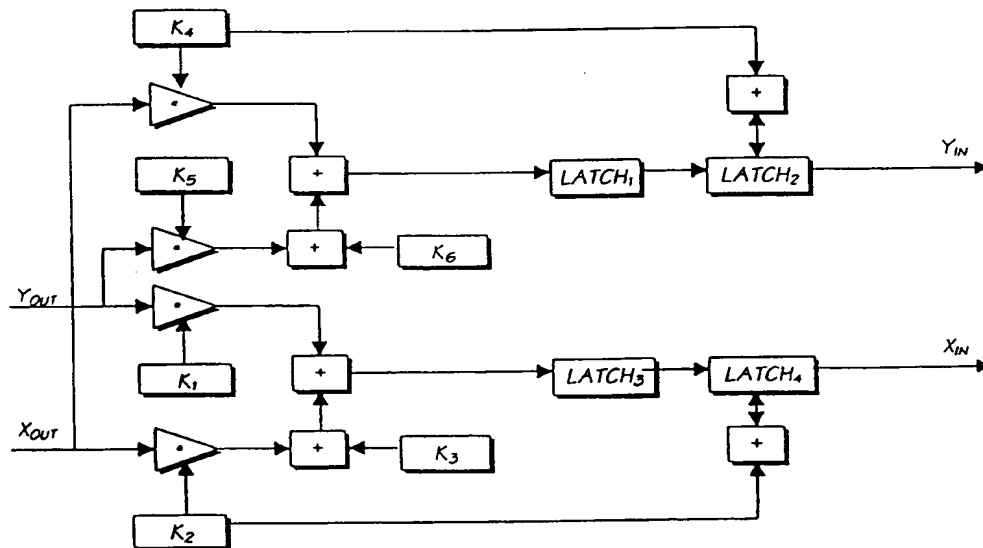 K4
+
K5
+
LATCH1
LATCH2
YIN
+
K6
YOUT
+
LATCH3
LATCH4
XIN
K1
XOUT
+
K3
+
K2